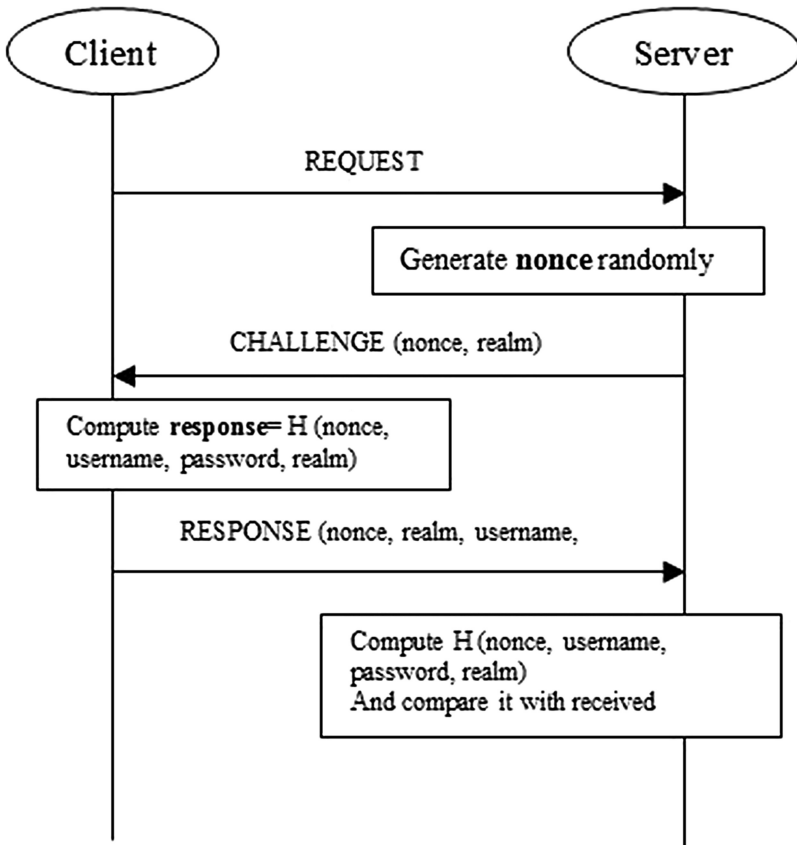 Client
Server
REQUEST
Generate nonce randomly
CHALLENGE (nonce, realm)
Compute response= H (nonce,
username, password, realm)
RESPONSE (nonce, realm, username,
Compute H (nonce, username,
password, realm)
And compare it with received